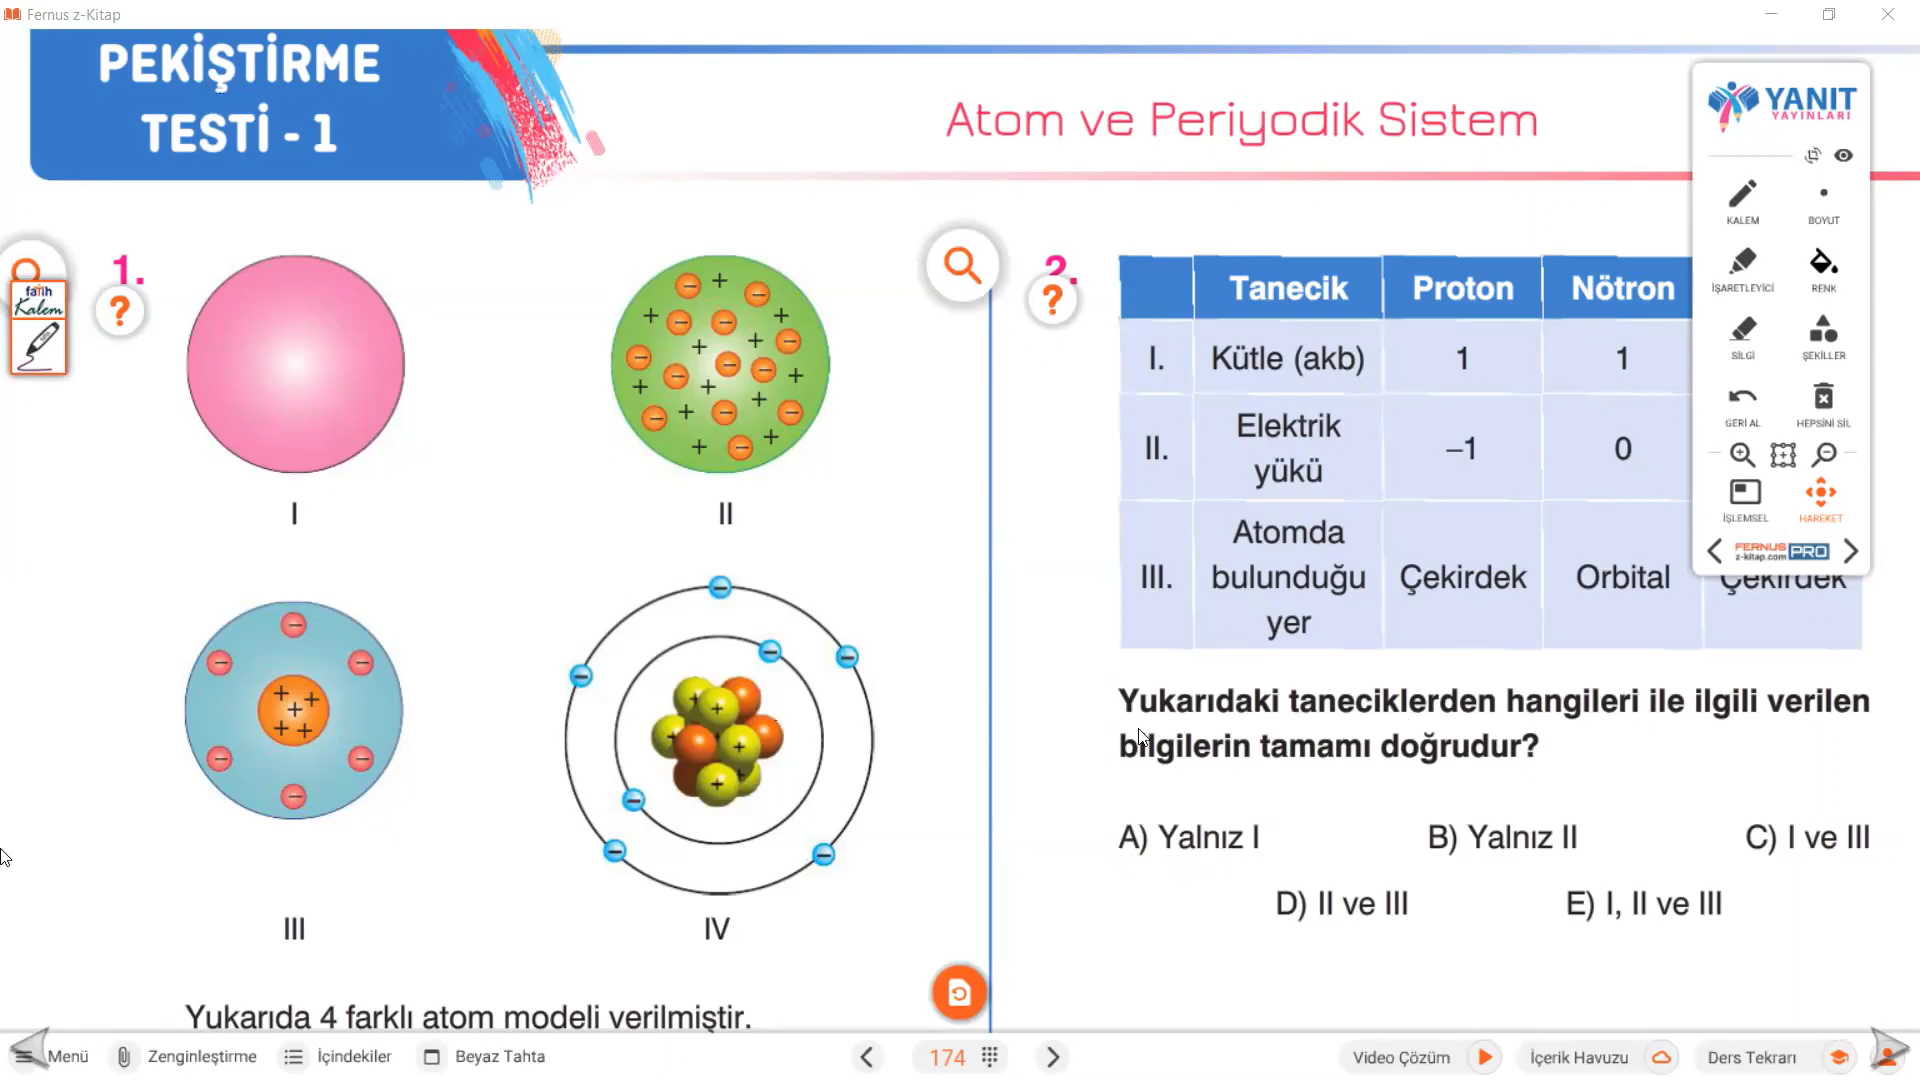 Fernus z-Kitap
PEKİŞTİRME
TESTİ - 1
Atom ve Periyodik Sistem
1.
fatih
Kalem
?
I
II
III
IV
Yukarıda 4 farklı atom modeli verilmiştir.
2.
?
Tanecik Proton Nötron
I. Kütle (akb) 1 1
II. Elektrik yükü –1 0
III. Atomda bulunduğu yer Çekirdek Orbital Çekirdek
Yukarıdaki taneciklerden hangileri ile ilgili verilen
bilgilerin tamamı doğrudur?
A) Yalnız I B) Yalnız II C) I ve III
D) II ve III E) I, II ve III
YANIT
YAYINLARI
KALEM BOYUT
İŞARETLEYİCİ RENK
SİLGİ ŞEKİLLER
GERİ AL HEPSİNİ SİL
İŞLEMSEL HAREKET
FERNUS
z-kitap.com PRO
Menü Zenginleştirme İçindekiler Beyaz Tahta 174 Video Çözüm İçerik Havuzu Ders Tekrarı